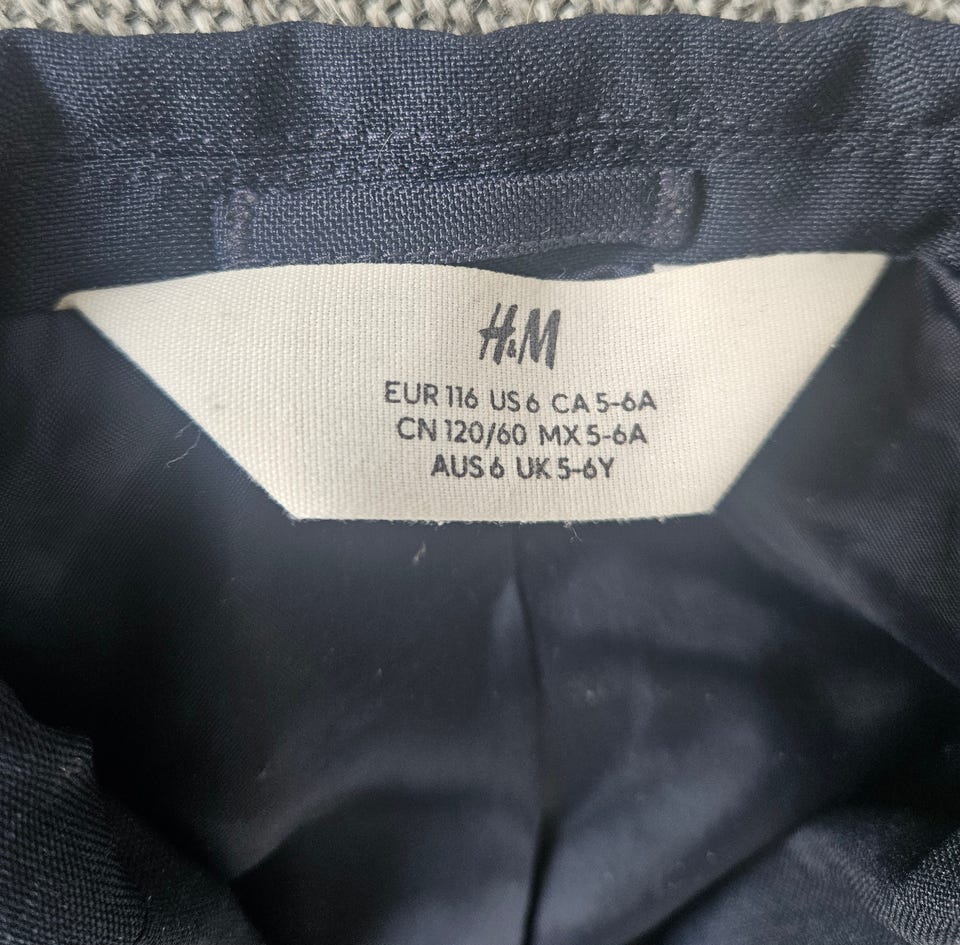 H&M
EUR 116 US 6 CA 5-6A
CN 120/60 MX 5-6A
AUS 6 UK 5-6Y